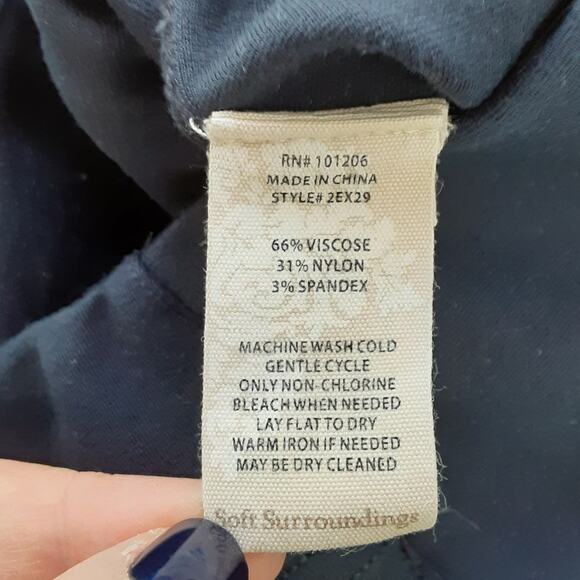 RN# 101206
MADE IN CHINA
STYLE# 2EX29
66% VISCOSE
31% NYLON
3% SPANDEX
MACHINE WASH COLD
GENTLE CYCLE
ONLY NON-CHLORINE
BLEACH WHEN NEEDED
LAY FLAT TO DRY
WARM IRON IF NEEDED
MAY BE DRY CLEANED
Soft Surroundings